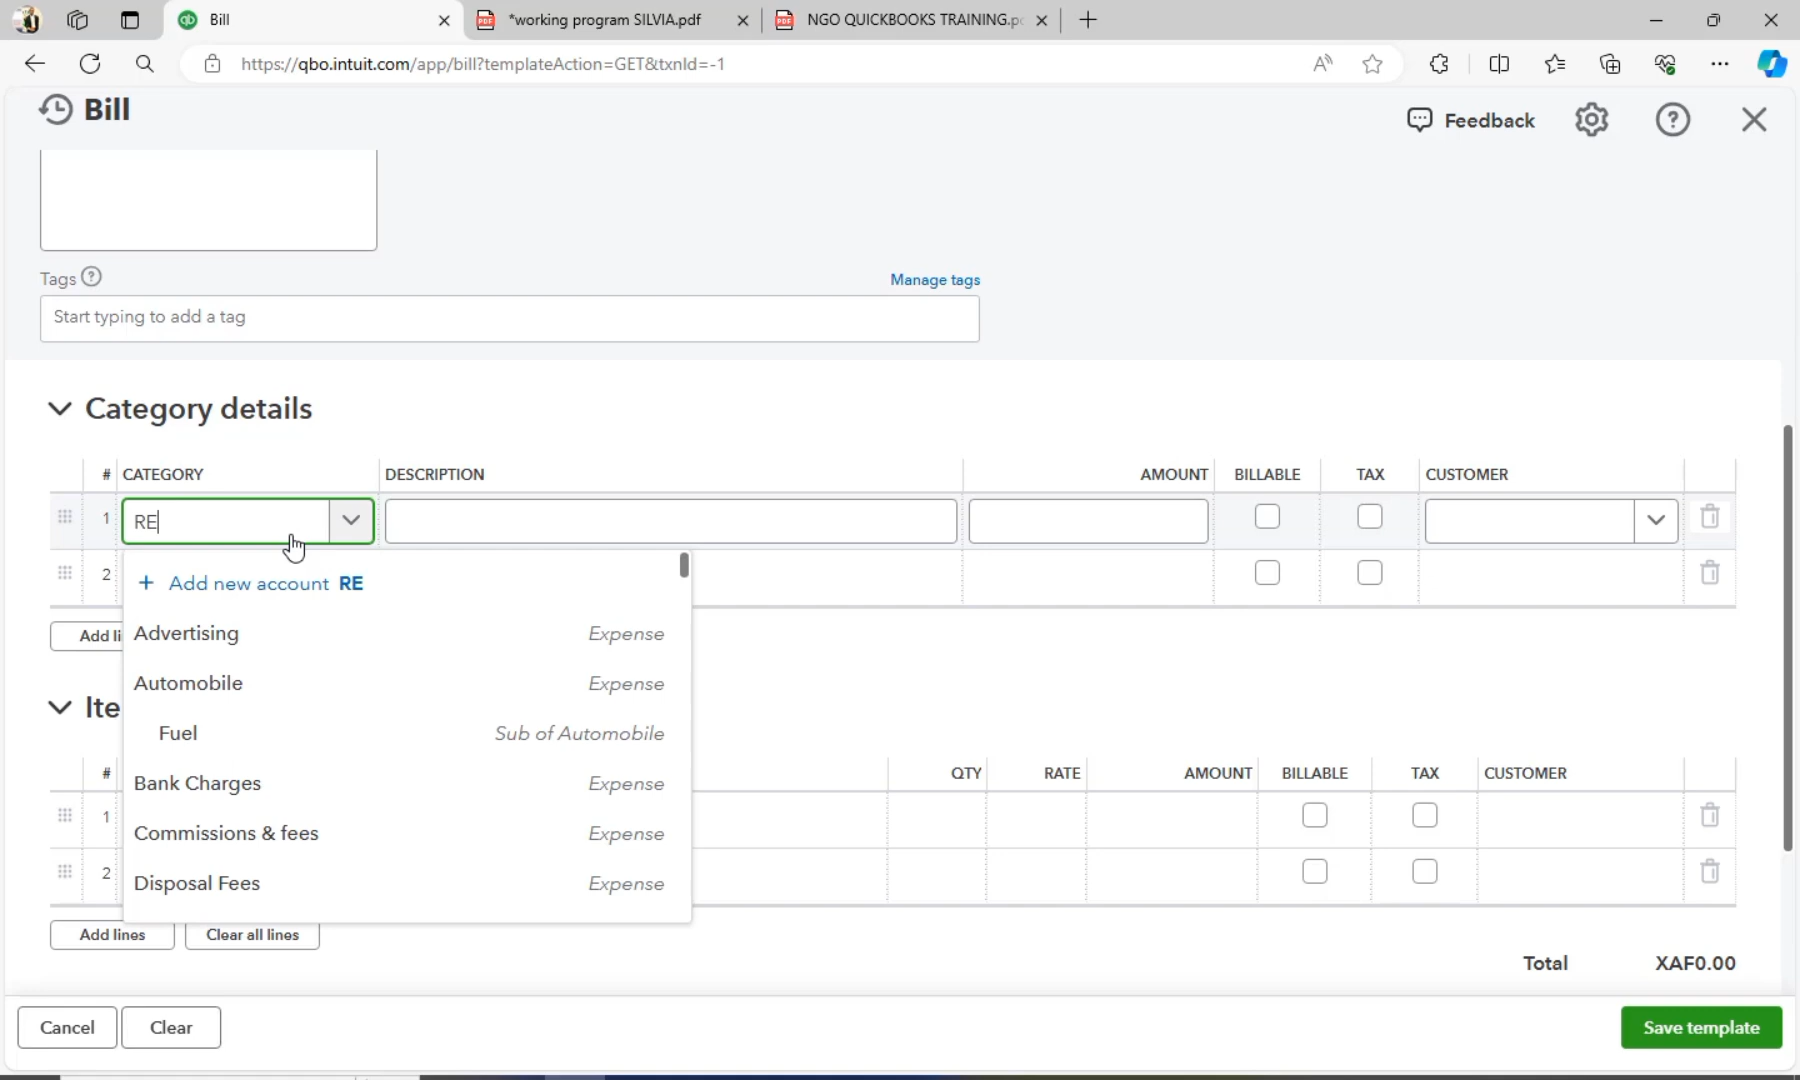 Bill
*working program SILVIA.pdf
NGO QUICKBOOKS TRAINING.pd
https://qbo.intuit.com/app/bill?templateAction=GET&txnId=-1
Bill
Feedback
Tags
Manage tags
Start typing to add a tag
Category details
# CATEGORY DESCRIPTION AMOUNT BILLABLE TAX CUSTOMER
1 RE
2
+ Add new account RE
Advertising Expense
Automobile Expense
Fuel Sub of Automobile
Bank Charges Expense
Commissions & fees Expense
Disposal Fees Expense
Add li
Ite
# QTY RATE AMOUNT BILLABLE TAX CUSTOMER
1
2
Add lines Clear all lines
Total XAF0.00
Cancel Clear Save template